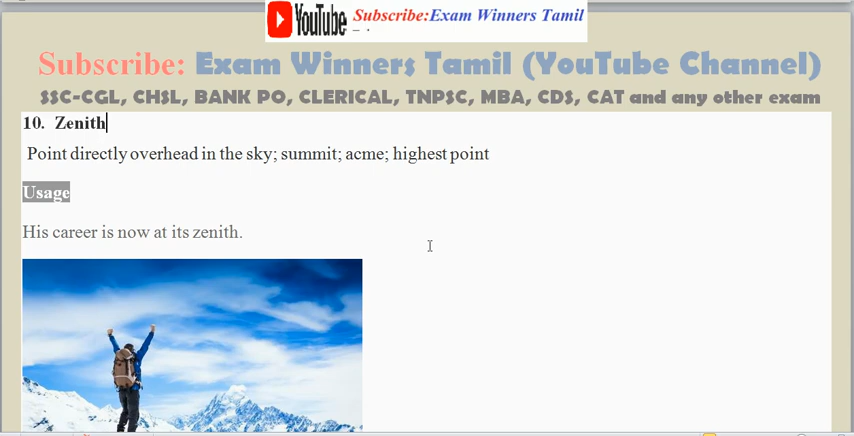 YouTube Subscribe:Exam Winners Tamil
Subscribe: Exam Winners Tamil (YouTube Channel)
SSC-CGL, CHSL, BANK PO, CLERICAL, TNPSC, MBA, CDS, CAT and any other exam
10. Zenith
Point directly overhead in the sky; summit; acme; highest point
Usage
His career is now at its zenith.